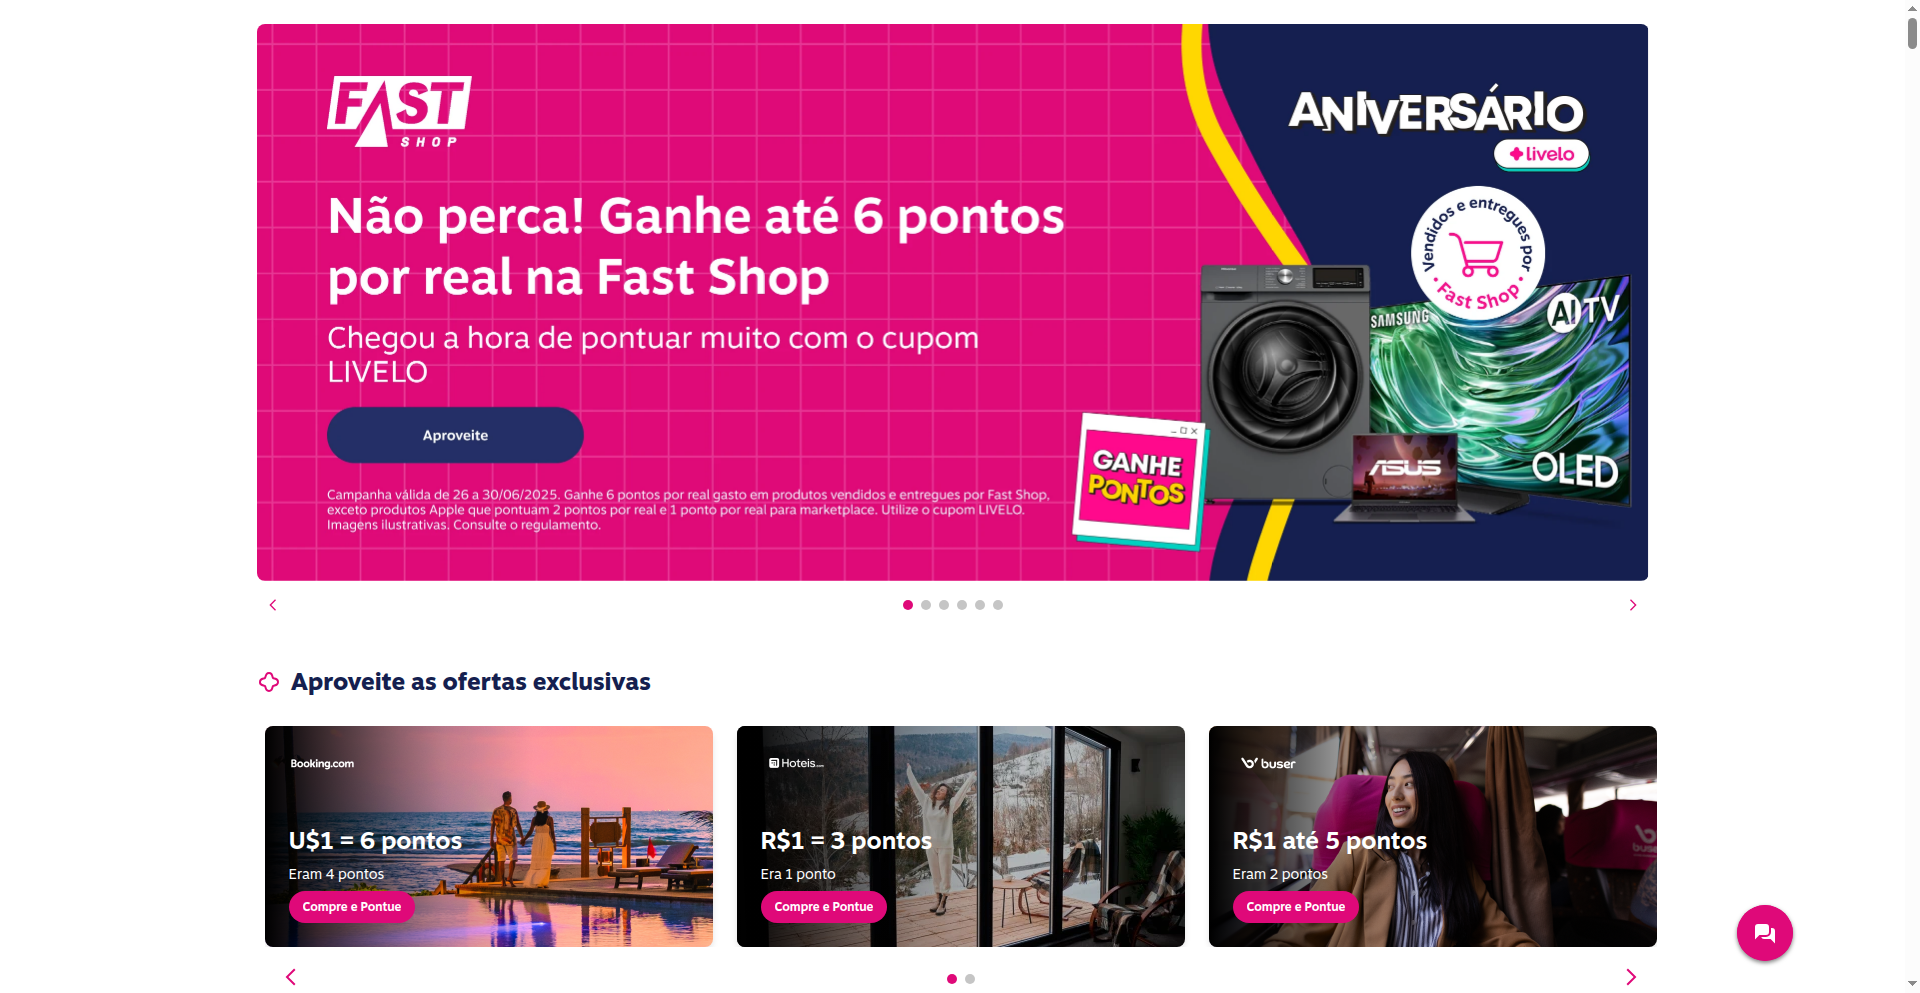 FAST
SHOP
ANIVERSÁRIO
livelo
Não perca! Ganhe até 6 pontos
por real na Fast Shop
Chegou a hora de pontuar muito com o cupom
LIVELO
Aproveite
Campanha válida de 26 a 30/06/2025. Ganhe 6 pontos por real gasto em produtos vendidos e entregues por Fast Shop,
exceto produtos Apple que pontuam 2 pontos por real e 1 ponto por real para marketplace. Utilize o cupom LIVELO.
Imagens ilustrativas. Consulte o regulamento.
Vendidos e entregues por
• Fast Shop •
SAMSUNG
AI TV
OLED
ASUS
GANHE
PONTOS
Aproveite as ofertas exclusivas
Booking.com
U$1 = 6 pontos
Eram 4 pontos
Compre e Pontue
Hoteis.com
R$1 = 3 pontos
Era 1 ponto
Compre e Pontue
buser
R$1 até 5 pontos
Eram 2 pontos
Compre e Pontue